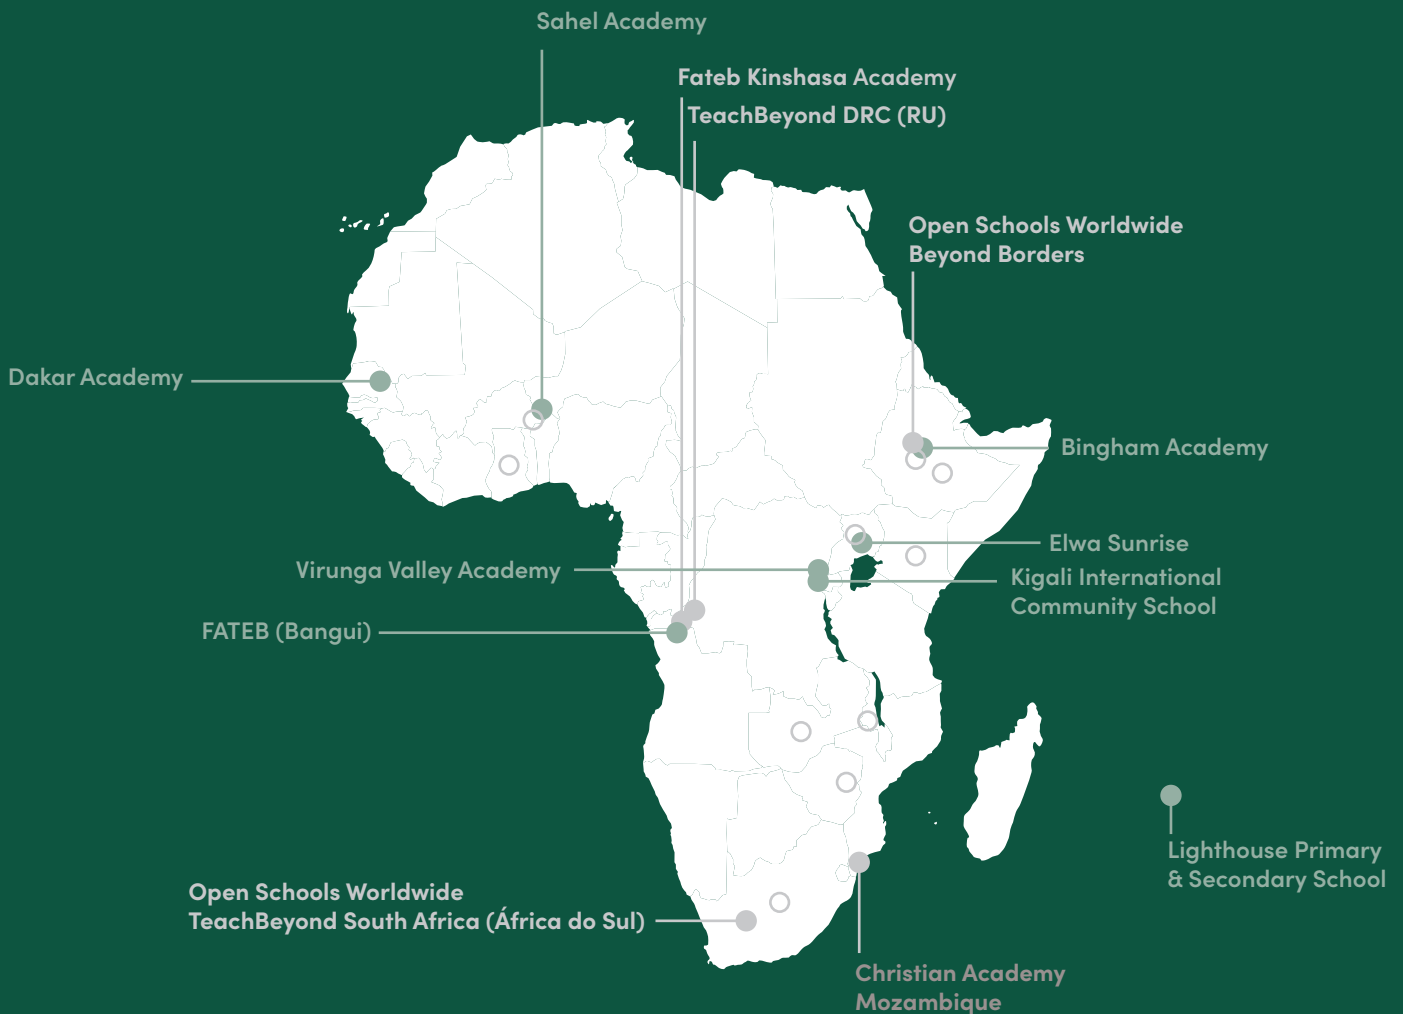 Sahel Academy
Fateb Kinshasa Academy
TeachBeyond DRC (RU)
Open Schools Worldwide
Beyond Borders
Dakar Academy
Bingham Academy
Elwa Sunrise
Virunga Valley Academy
Kigali International
Community School
FATEB (Bangui)
Lighthouse Primary
& Secondary School
Open Schools Worldwide
TeachBeyond South Africa (África do Sul)
Christian Academy
Mozambique